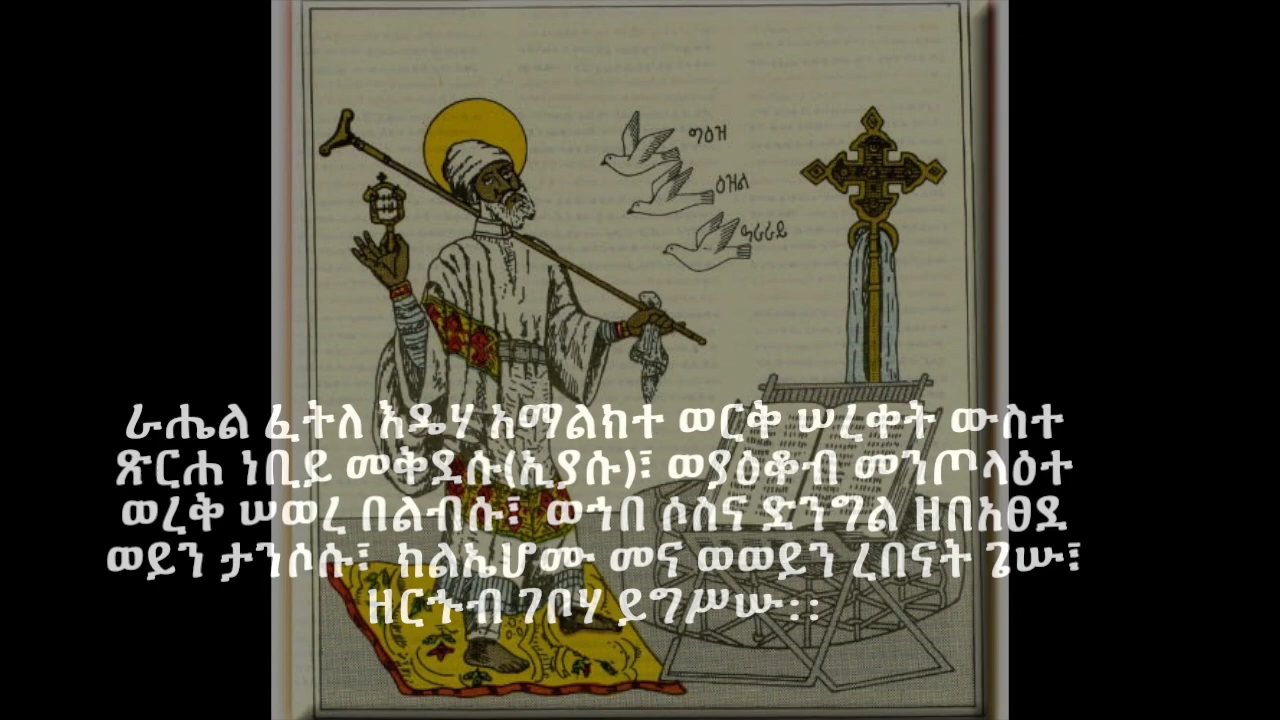 ግዕዝ
ዕዝል
ዓራራይ
ራሔል ፈትለ እዴሃ አማልክተ ወርቅ ሠረቀት ውስተ
ጽርሐ ነቢይ መቅደሱ(ኢያሱ)፤ ወያዕቆብ መንጦላዕተ
ወረቅ ሠወረ በልብሱ፤ ወኀበ ሶስና ድንግል ዘበአፀደ
ወይን ታንሶሱ፤ ክልኤሆሙ መና ወወይን ረበናት ጌሡ፤
ዘርኍብ ገቦሃ ይግሥሡ፡፡